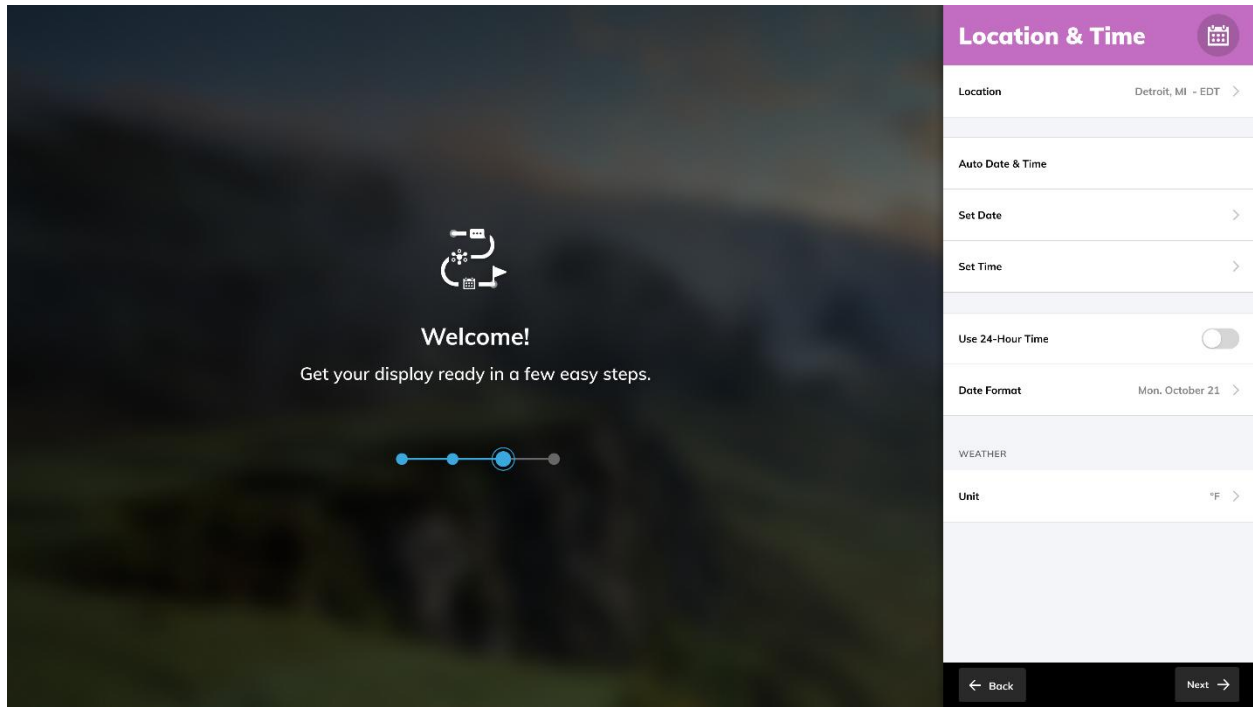 Welcome!
Get your display ready in a few easy steps.
Location & Time
Location Detroit, MI - EDT
Auto Date & Time
Set Date
Set Time
Use 24-Hour Time
Date Format Mon. October 21
WEATHER
Unit °F
Back
Next